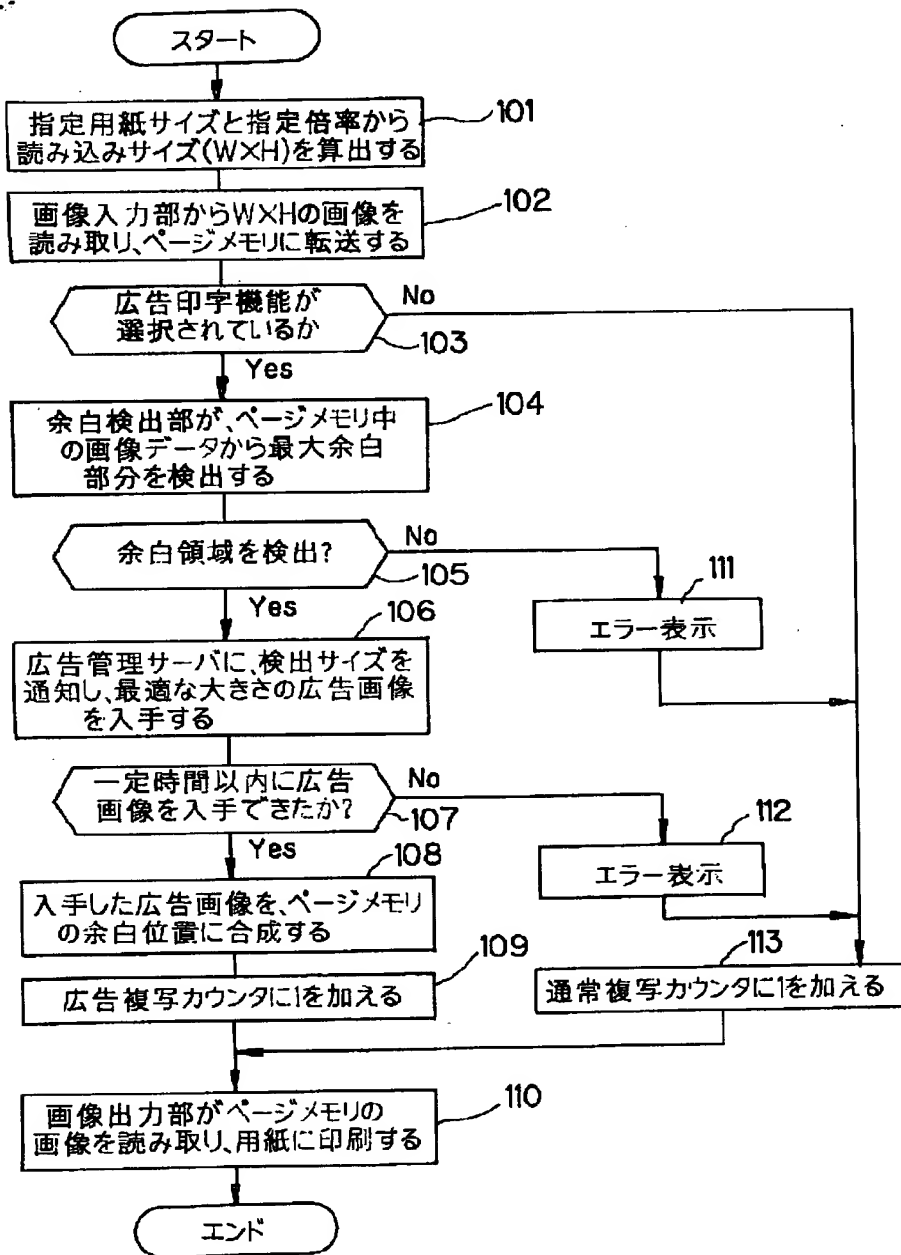 スタート
101
指定用紙サイズと指定倍率から
読み込みサイズ(W×H)を算出する
102
画像入力部からW×Hの画像を
読み取り、ページメモリに転送する
広告印字機能が
選択されているか
No
103
Yes
104
余白検出部が、ページメモリ中
の画像データから最大余白
部分を検出する
余白領域を検出?
No
105
Yes
111
エラー表示
106
広告管理サーバに、検出サイズを
通知し、最適な大きさの広告画像
を入手する
一定時間以内に広告
画像を入手できたか?
No
107
Yes
112
エラー表示
108
入手した広告画像を、ページメモリ
の余白位置に合成する
109
広告複写カウンタに1を加える
113
通常複写カウンタに1を加える
110
画像出力部がページメモリの
画像を読み取り、用紙に印刷する
エンド